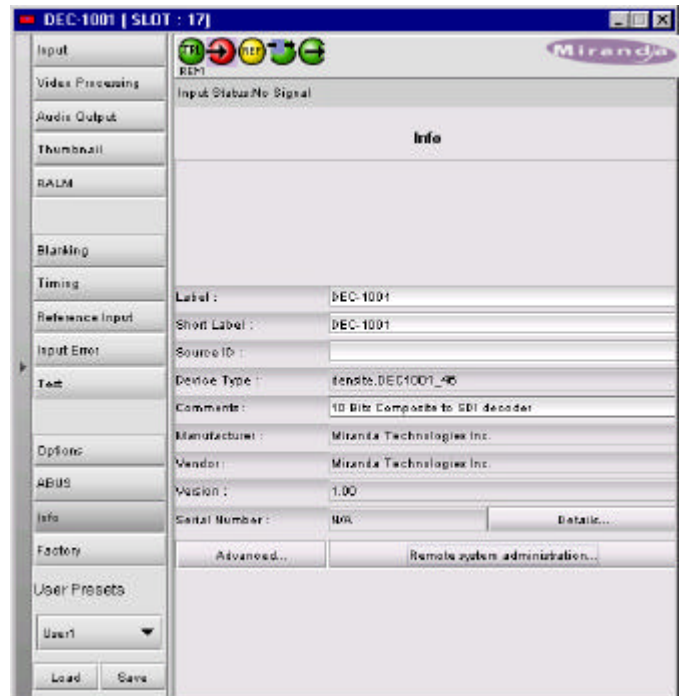 DEC-1001 [ SLOT : 17]
Input
Video Processing
Audio Output
Thumbnail
RALM
Blanking
Timing
Reference Input
Input Error
Test
Options
ABUS
Info
Factory
User Presets
User1
Load Save
TRL REF
REM1
Miranda
Input Status:No Signal
Info
Label : DEC-1001
Short Label : DEC-1001
Source ID :
Device Type : densite.DEC1001_46
Comments : 10 Bits Composite to SDI decoder
Manufacturer : Miranda Technologies Inc.
Vendor : Miranda Technologies Inc.
Version : 1.00
Serial Number : N/A Details...
Advanced... Remote system administration...